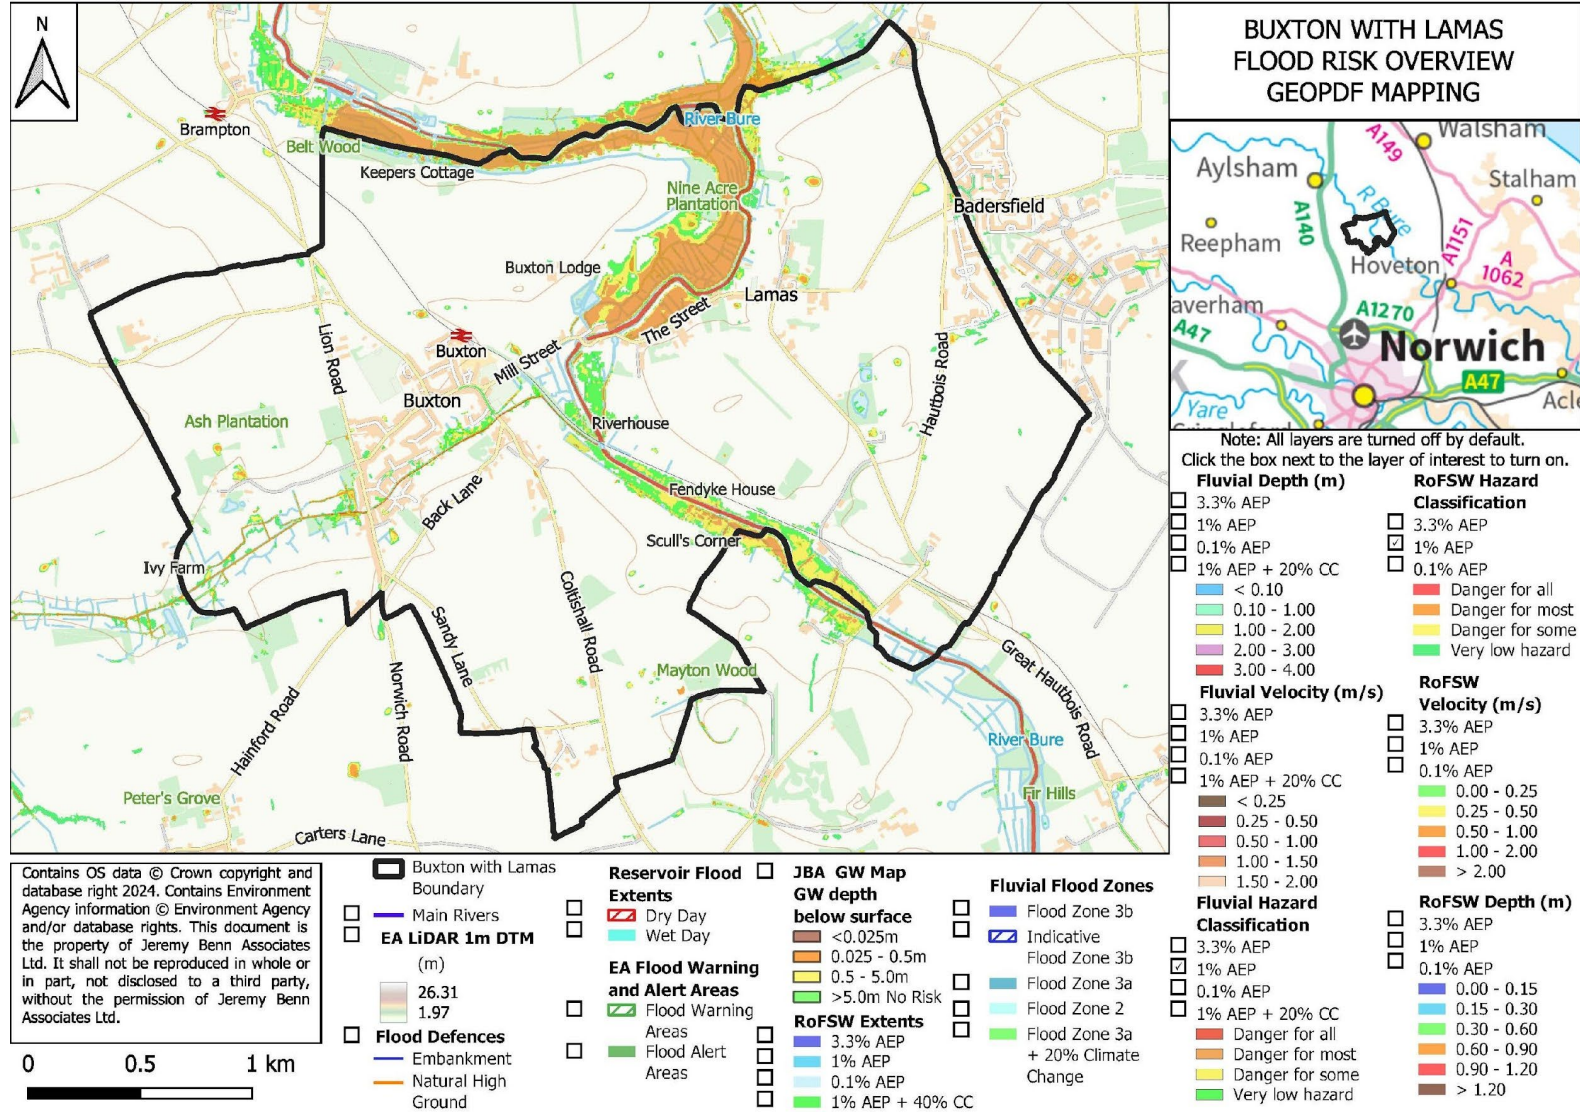 BUXTON WITH LAMAS
FLOOD RISK OVERVIEW
GEOPDF MAPPING
N
Brampton
Belt Wood
Keepers Cottage
River Bure
Nine Acre
Plantation
Badersfield
Buxton Lodge
Lamas
The Street
Lion Road
Buxton
Mill Street
Buxton
Hautbois Road
Ash Plantation
Riverhouse
Back Lane
Fendyke House
Scull's Corner
Ivy Farm
Coltishall Road
Sandy Lane
Great Hautbois Road
Mayton Wood
Norwich Road
Hainford Road
River Bure
Peter's Grove
Fir Hills
Carters Lane
Walsham
A149
Aylsham
Stalham
R Bure
A140
A1151
Reepham
Hoveton
A
1062
averham
A1270
A47
Norwich
A47
Acle
Yare
Note: All layers are turned off by default.
Click the box next to the layer of interest to turn on.
Fluvial Depth (m)
3.3% AEP
1% AEP
0.1% AEP
1% AEP + 20% CC
< 0.10
0.10 - 1.00
1.00 - 2.00
2.00 - 3.00
3.00 - 4.00
Fluvial Velocity (m/s)
3.3% AEP
1% AEP
0.1% AEP
1% AEP + 20% CC
< 0.25
0.25 - 0.50
0.50 - 1.00
1.00 - 1.50
1.50 - 2.00
Fluvial Hazard
Classification
3.3% AEP
1% AEP
0.1% AEP
1% AEP + 20% CC
Danger for all
Danger for most
Danger for some
Very low hazard
RoFSW Hazard
Classification
3.3% AEP
1% AEP
0.1% AEP
Danger for all
Danger for most
Danger for some
Very low hazard
RoFSW
Velocity (m/s)
3.3% AEP
1% AEP
0.1% AEP
0.00 - 0.25
0.25 - 0.50
0.50 - 1.00
1.00 - 2.00
> 2.00
RoFSW Depth (m)
3.3% AEP
1% AEP
0.1% AEP
0.00 - 0.15
0.15 - 0.30
0.30 - 0.60
0.60 - 0.90
0.90 - 1.20
> 1.20
Contains OS data © Crown copyright and
database right 2024. Contains Environment
Agency information © Environment Agency
and/or database rights. This document is
the property of Jeremy Benn Associates
Ltd. It shall not be reproduced in whole or
in part, not disclosed to a third party,
without the permission of Jeremy Benn
Associates Ltd.
0 0.5 1 km
Buxton with Lamas
Boundary
Main Rivers
EA LiDAR 1m DTM
(m)
26.31
1.97
Flood Defences
Embankment
Natural High
Ground
Reservoir Flood
Extents
Dry Day
Wet Day
EA Flood Warning
and Alert Areas
Flood Warning
Areas
Flood Alert
Areas
JBA GW Map
GW depth
below surface
<0.025m
0.025 - 0.5m
0.5 - 5.0m
>5.0m No Risk
RoFSW Extents
3.3% AEP
1% AEP
0.1% AEP
1% AEP + 40% CC
Fluvial Flood Zones
Flood Zone 3b
Indicative
Flood Zone 3b
Flood Zone 3a
Flood Zone 2
Flood Zone 3a
+ 20% Climate
Change